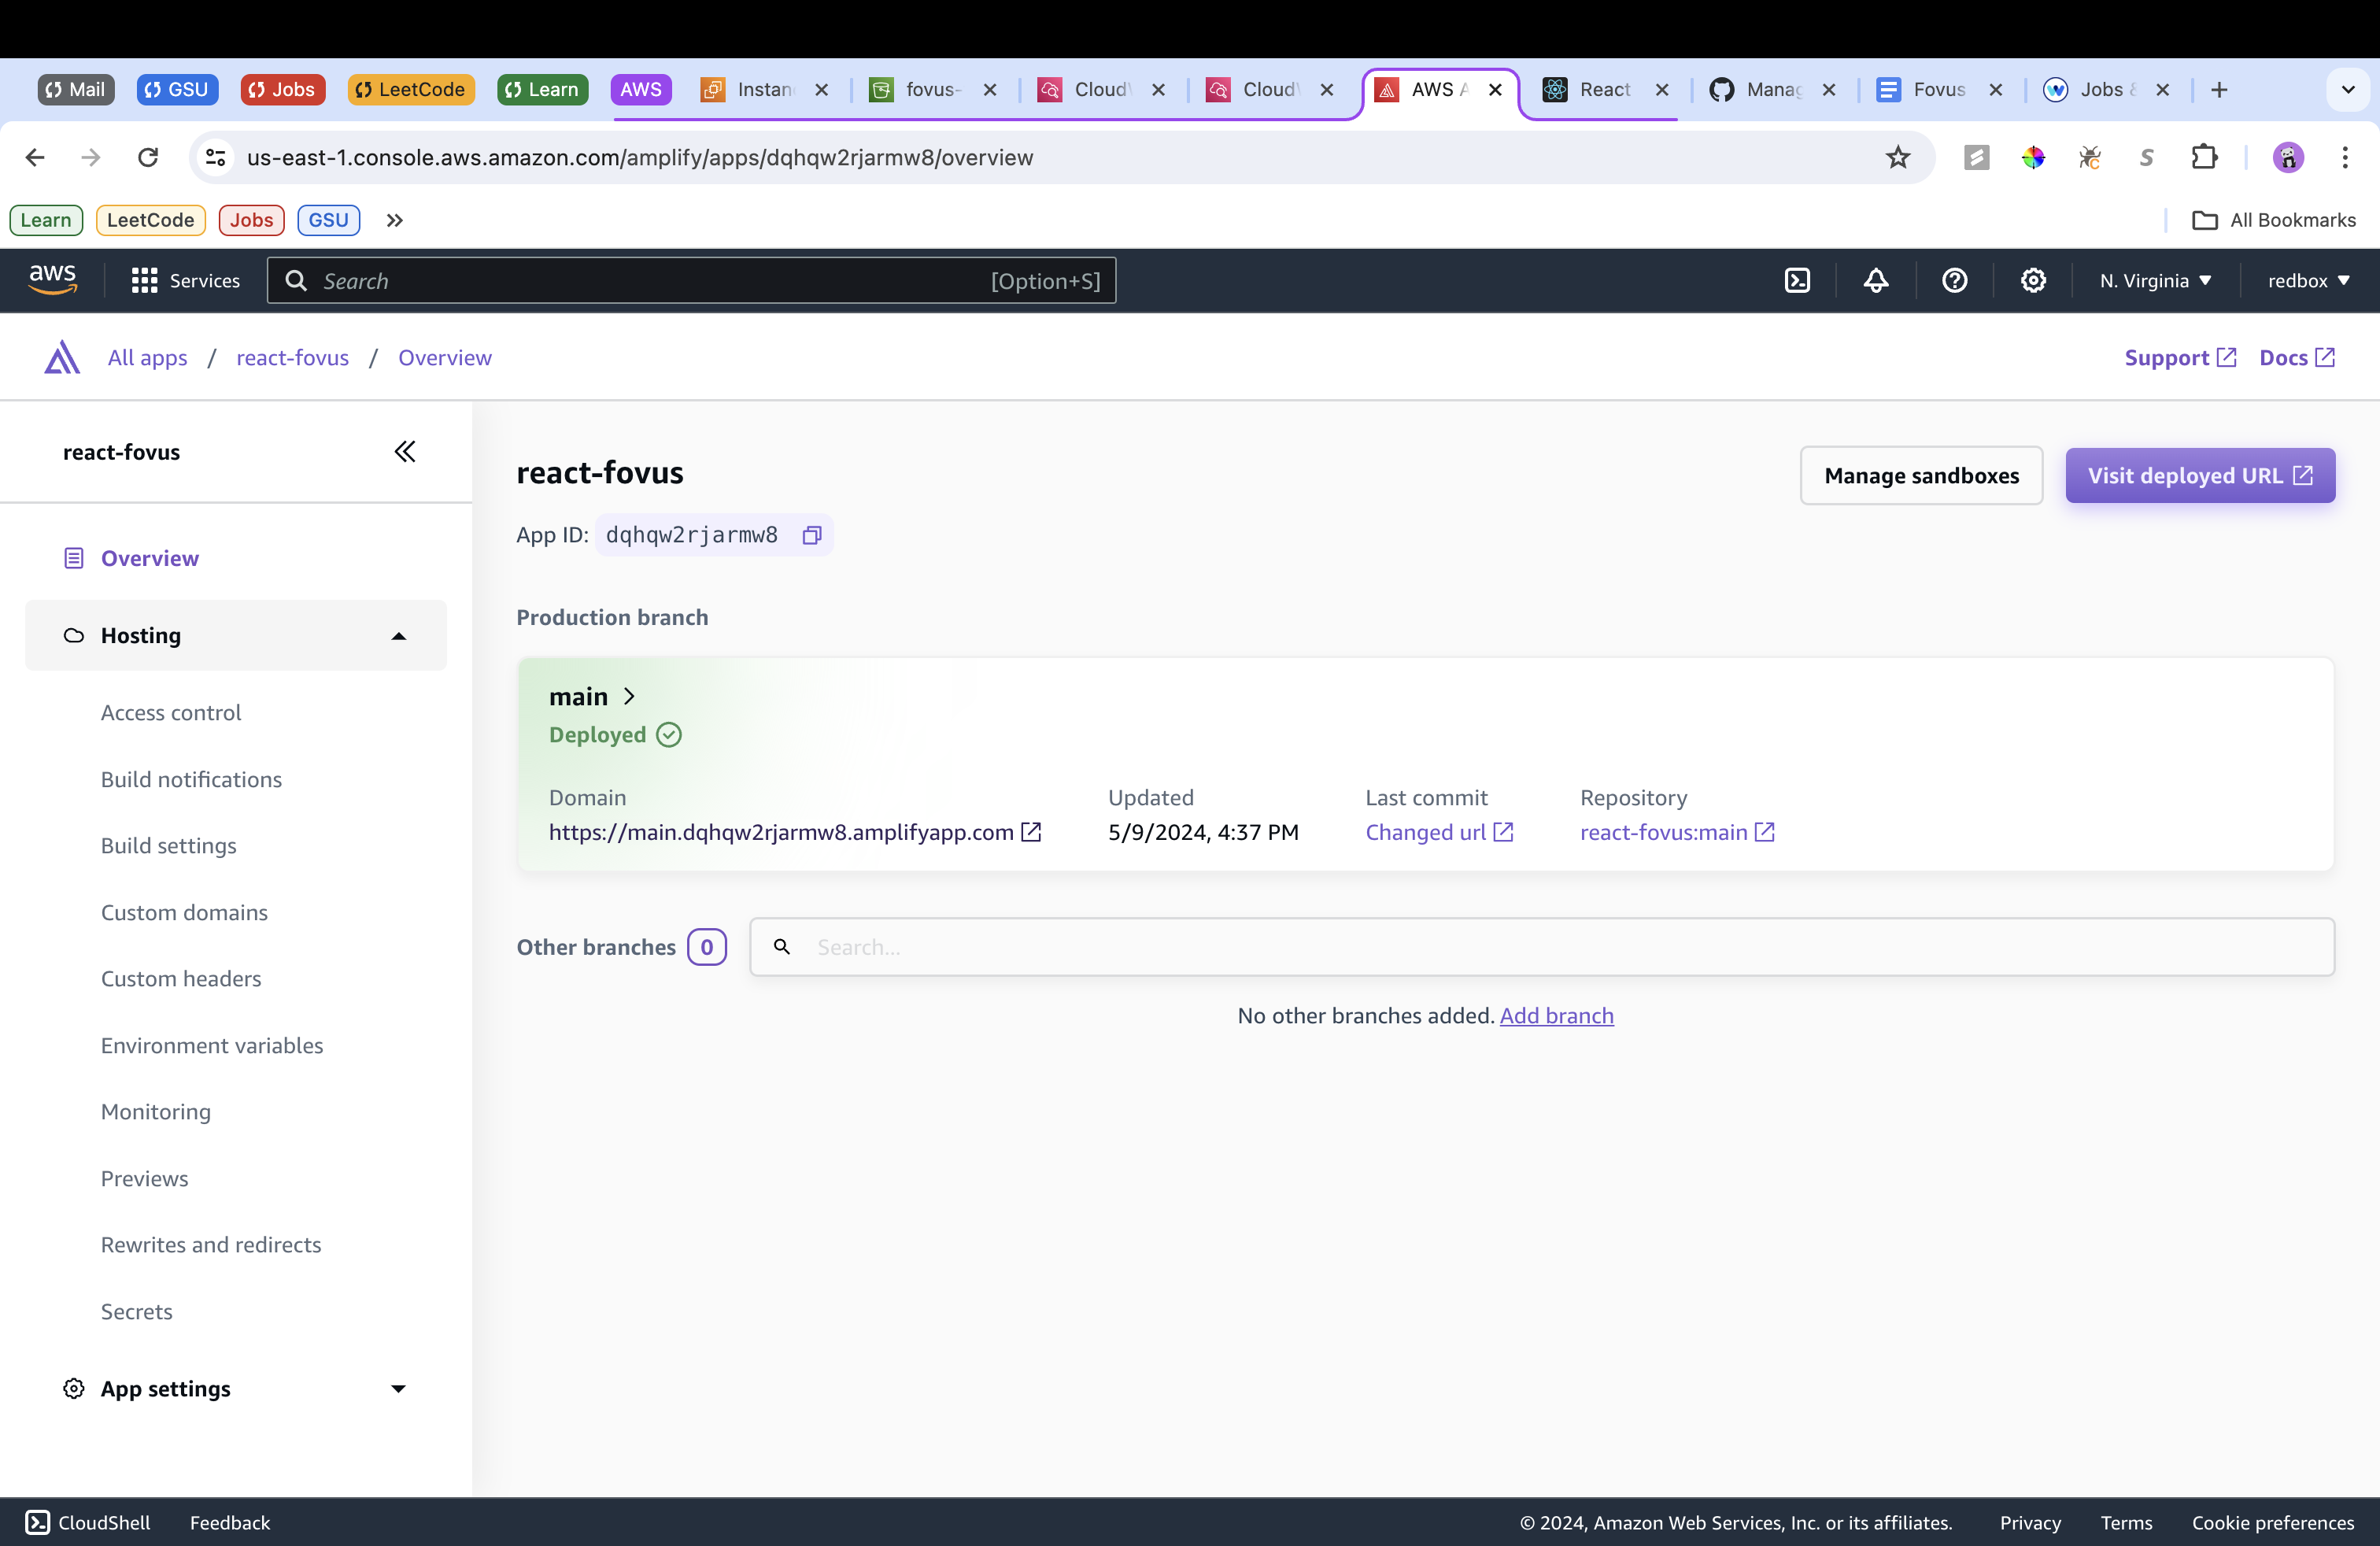 Mail GSU Jobs LeetCode Learn AWS Instan fovus- Cloud Cloud AWS A React Manag Fovus Jobs &
us-east-1.console.aws.amazon.com/amplify/apps/dqhqw2rjarmw8/overview
Learn LeetCode Jobs GSU » All Bookmarks
aws Services Search [Option+S] N. Virginia redbox
All apps / react-fovus / Overview Support Docs
react-fovus
react-fovus
Manage sandboxes Visit deployed URL
App ID: dqhqw2rjarmw8
Overview
Hosting
Access control
Build notifications
Build settings
Custom domains
Custom headers
Environment variables
Monitoring
Previews
Rewrites and redirects
Secrets
App settings
Production branch
main
Deployed
Domain Updated Last commit Repository
https://main.dqhqw2rjarmw8.amplifyapp.com 5/9/2024, 4:37 PM Changed url react-fovus:main
Other branches 0 Search...
No other branches added. Add branch
CloudShell Feedback © 2024, Amazon Web Services, Inc. or its affiliates. Privacy Terms Cookie preferences